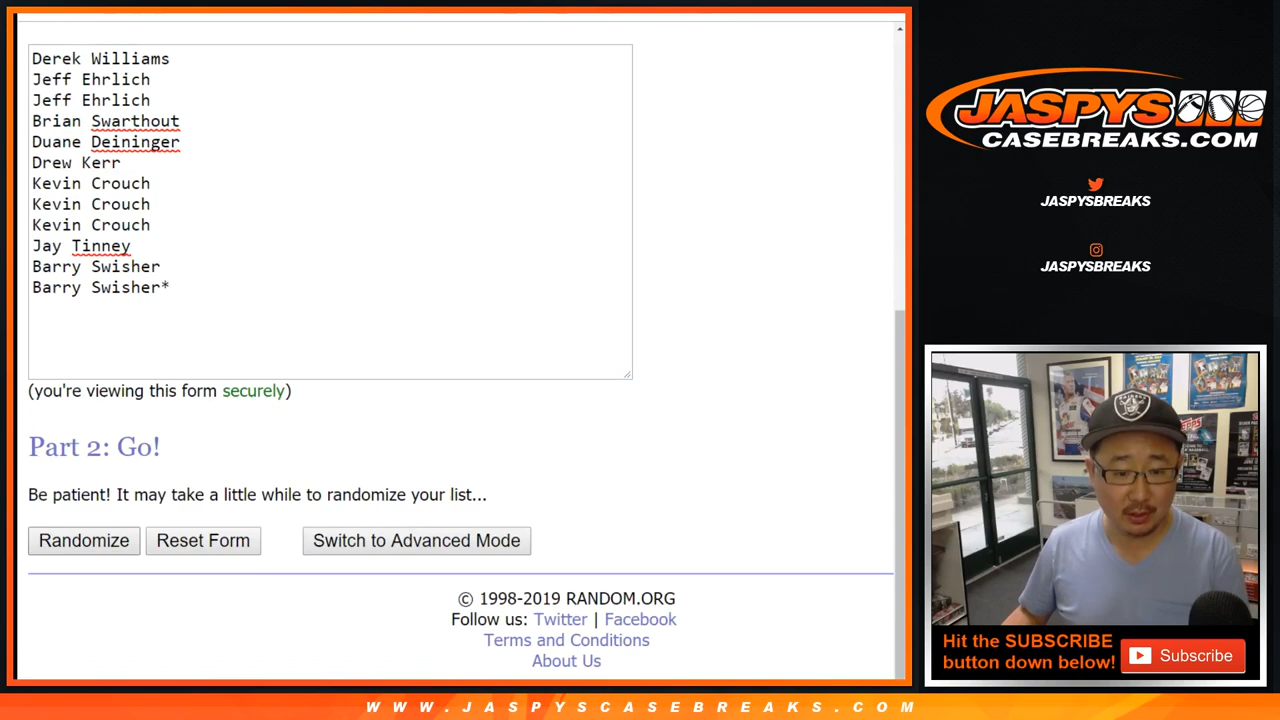 Derek Williams
Jeff Ehrlich
Jeff Ehrlich
Brian Swarthout
Duane Deininger
Drew Kerr
Kevin Crouch
Kevin Crouch
Kevin Crouch
Jay Tinney
Barry Swisher
Barry Swisher*
(you're viewing this form securely)
Part 2: Go!
Be patient! It may take a little while to randomize your list...
Randomize Reset Form Switch to Advanced Mode
© 1998-2019 RANDOM.ORG
Follow us: Twitter | Facebook
Terms and Conditions
About Us
JASPYS
CASEBREAKS.COM
JASPYSBREAKS
JASPYSBREAKS
Hit the SUBSCRIBE
button down below!
Subscribe
WWW.JASPYSCASEBREAKS.COM